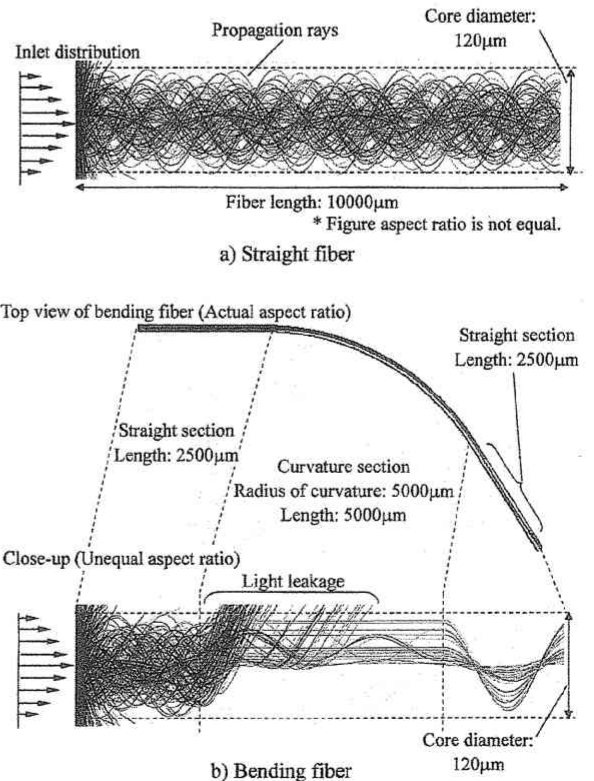 Propagation rays
Core diameter:
120μm
Inlet distribution
Fiber length: 10000μm
* Figure aspect ratio is not equal.
a) Straight fiber
Top view of bending fiber (Actual aspect ratio)
Straight section
Length: 2500μm
Straight section
Length: 2500μm
Curvature section
Radius of curvature: 5000μm
Length: 5000μm
Close-up (Unequal aspect ratio)
Light leakage
Core diameter:
120μm
b) Bending fiber